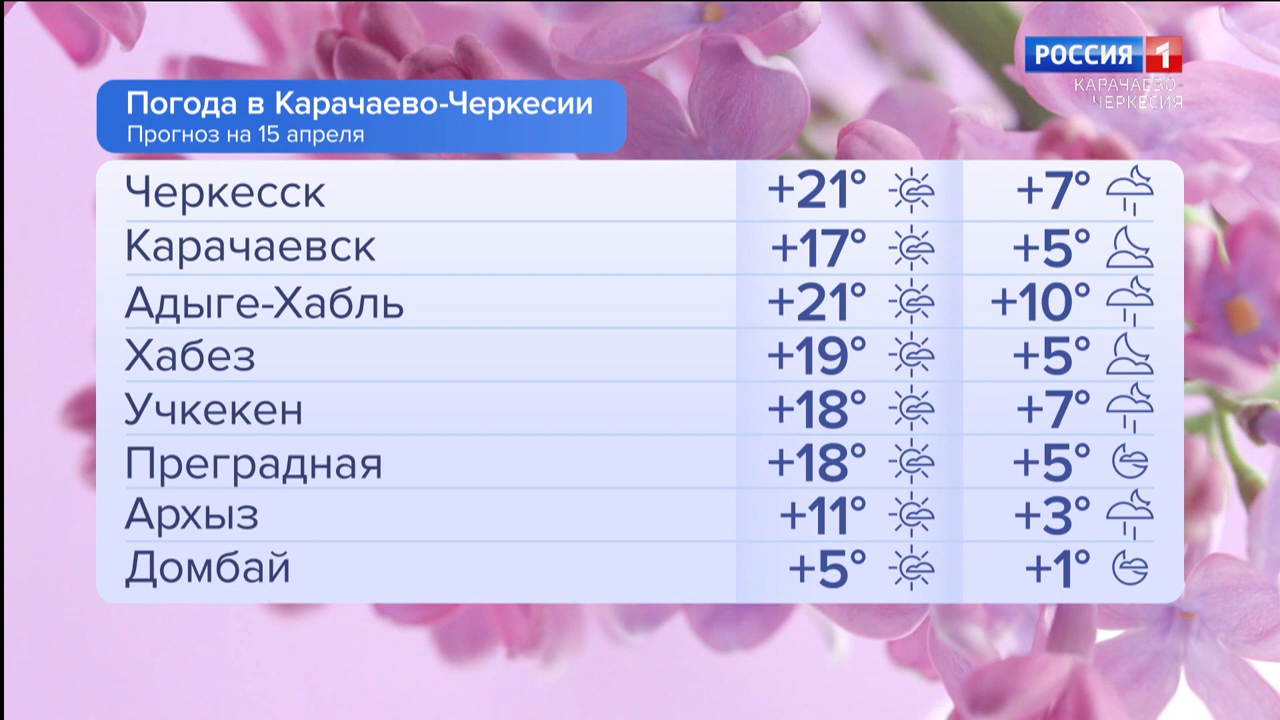 РОССИЯ 1
КАРАЧАЕВО-
ЧЕРКЕСИЯ
Погода в Карачаево-Черкесии
Прогноз на 15 апреля
Черкесск +21° +7°
Карачаевск +17° +5°
Адыге-Хабль +21° +10°
Хабез +19° +5°
Учкекен +18° +7°
Преградная +18° +5°
Архыз +11° +3°
Домбай +5° +1°